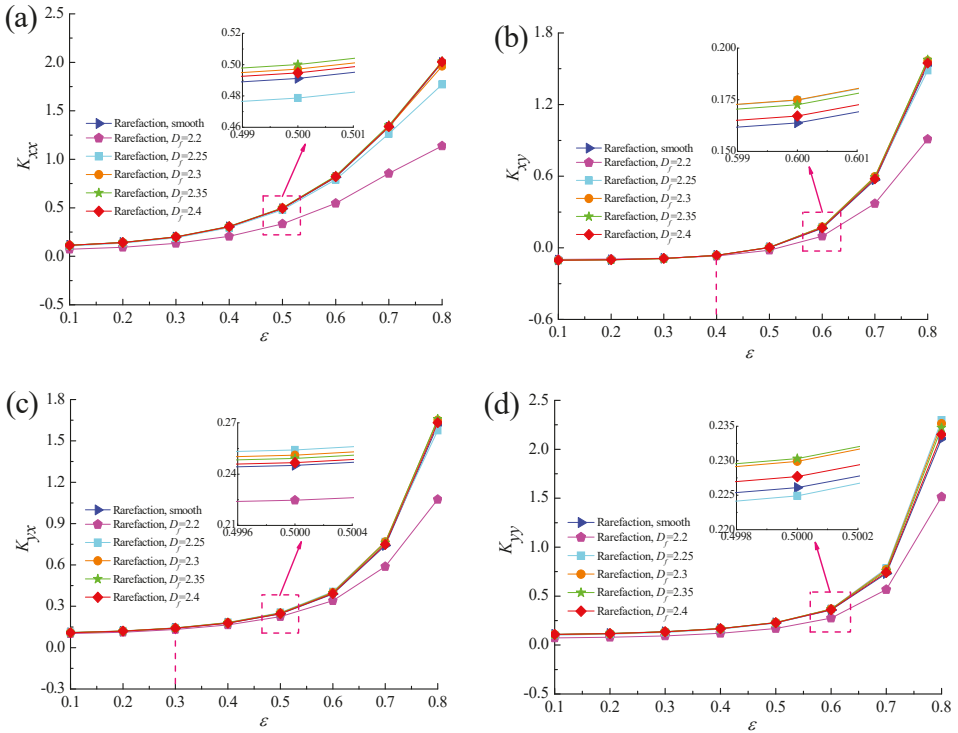 (a)
2.5
2.0
1.5
1.0
0.5
0.0
-0.5
K_xx
0.52
0.50
0.48
0.46
0.499 0.500 0.501
Rarefaction, smooth
Rarefaction, D_f=2.2
Rarefaction, D_f=2.25
Rarefaction, D_f=2.3
Rarefaction, D_f=2.35
Rarefaction, D_f=2.4
0.1 0.2 0.3 0.4 0.5 0.6 0.7 0.8
ε
(b)
1.8
1.2
0.6
0.0
-0.6
K_xy
0.200
0.175
0.150
0.599 0.600 0.601
Rarefaction, smooth
Rarefaction, D_f=2.2
Rarefaction, D_f=2.25
Rarefaction, D_f=2.3
Rarefaction, D_f=2.35
Rarefaction, D_f=2.4
0.1 0.2 0.3 0.4 0.5 0.6 0.7 0.8
ε
(c)
1.8
1.5
1.2
0.9
0.6
0.3
0.0
-0.3
K_yx
0.27
0.24
0.21
0.4996 0.5000 0.5004
Rarefaction, smooth
Rarefaction, D_f=2.2
Rarefaction, D_f=2.25
Rarefaction, D_f=2.3
Rarefaction, D_f=2.35
Rarefaction, D_f=2.4
0.1 0.2 0.3 0.4 0.5 0.6 0.7 0.8
ε
(d)
2.5
2.0
1.5
1.0
0.5
0.0
-0.5
K_yy
0.235
0.230
0.225
0.220
0.4998 0.5000 0.5002
Rarefaction, smooth
Rarefaction, D_f=2.2
Rarefaction, D_f=2.25
Rarefaction, D_f=2.3
Rarefaction, D_f=2.35
Rarefaction, D_f=2.4
0.1 0.2 0.3 0.4 0.5 0.6 0.7 0.8
ε